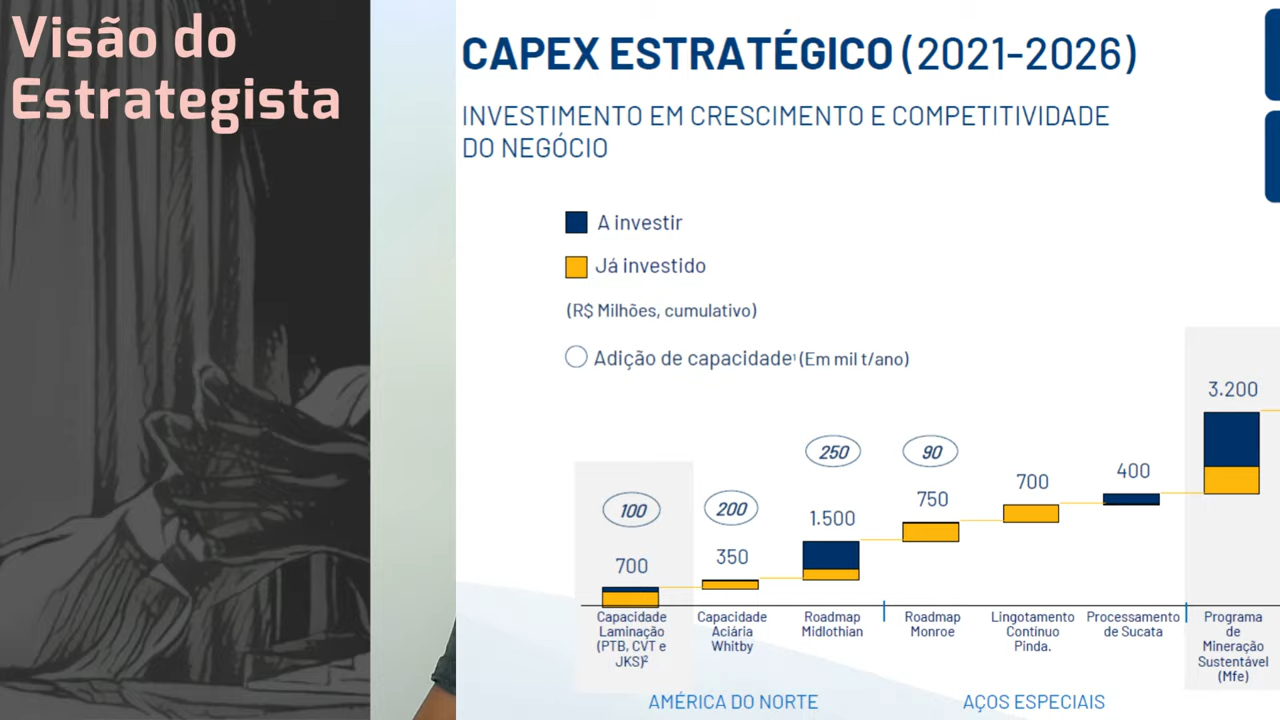 Visão do
Estrategista
CAPEX ESTRATÉGICO (2021-2026)
INVESTIMENTO EM CRESCIMENTO E COMPETITIVIDADE
DO NEGÓCIO
A investir
Já investido
(R$ Milhões, cumulativo)
Adição de capacidade¹ (Em mil t/ano)
100
200
250
90
700
350
1.500
750
700
400
3.200
Capacidade
Laminação
(PTB, CVT e
JKS)²
Capacidade
Aciária
Whitby
Roadmap
Midlothian
Roadmap
Monroe
Lingotamento
Contínuo
Pinda.
Processamento
de Sucata
Programa
de
Mineração
Sustentável
(Mfe)
AMÉRICA DO NORTE
AÇOS ESPECIAIS